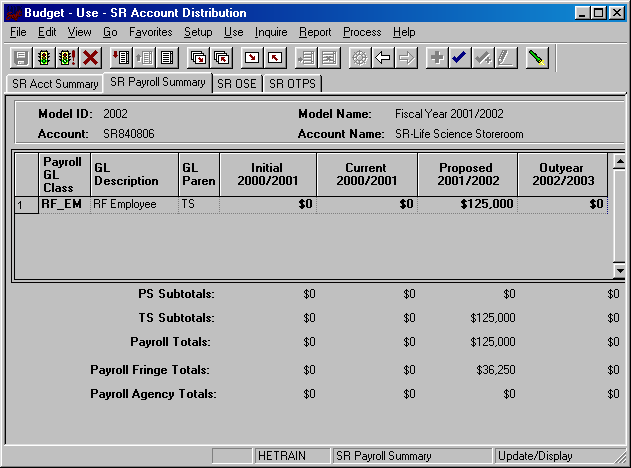 Budget - Use - SR Account Distribution
File Edit View Go Favorites Setup Use Inquire Report Process Help
SR Acct Summary SR Payroll Summary SR OSE SR OTPS
Model ID: 2002 Model Name: Fiscal Year 2001/2002
Account: SR840806 Account Name: SR-Life Science Storeroom
Payroll GL Class GL Description GL Paren Initial 2000/2001 Current 2000/2001 Proposed 2001/2002 Outyear 2002/2003
1 RF_EM RF Employee TS $0 $0 $125,000 $0
PS Subtotals: $0 $0 $0 $0
TS Subtotals: $0 $0 $125,000 $0
Payroll Totals: $0 $0 $125,000 $0
Payroll Fringe Totals: $0 $0 $36,250 $0
Payroll Agency Totals: $0 $0 $0 $0
HETRAIN SR Payroll Summary Update/Display